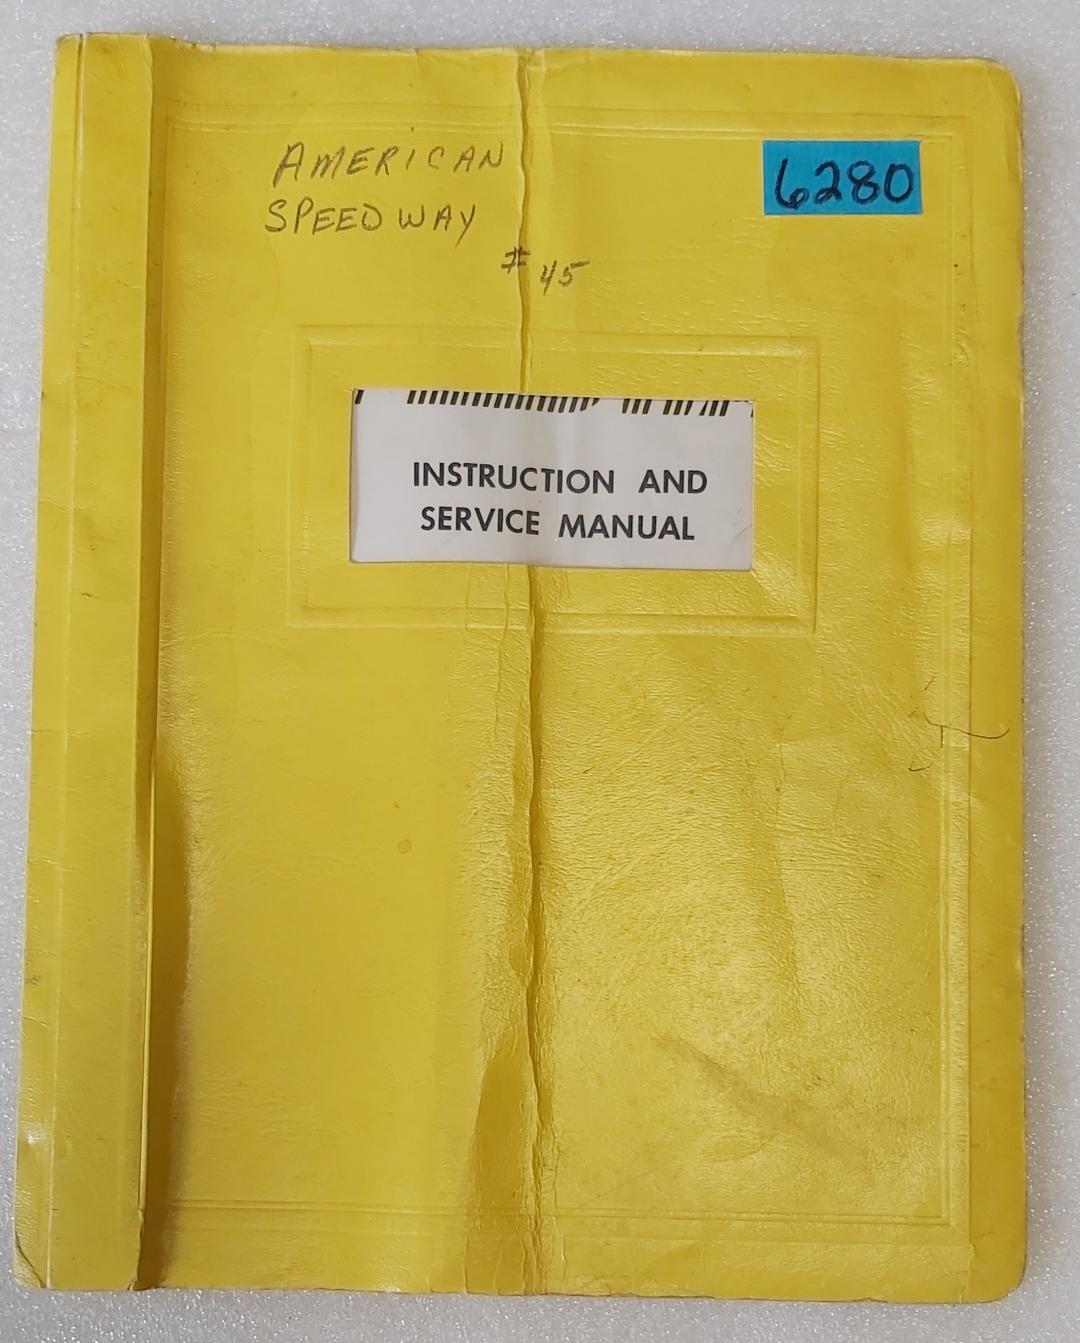 AMERICAN
SPEEDWAY
# 45
6280
INSTRUCTION AND
SERVICE MANUAL